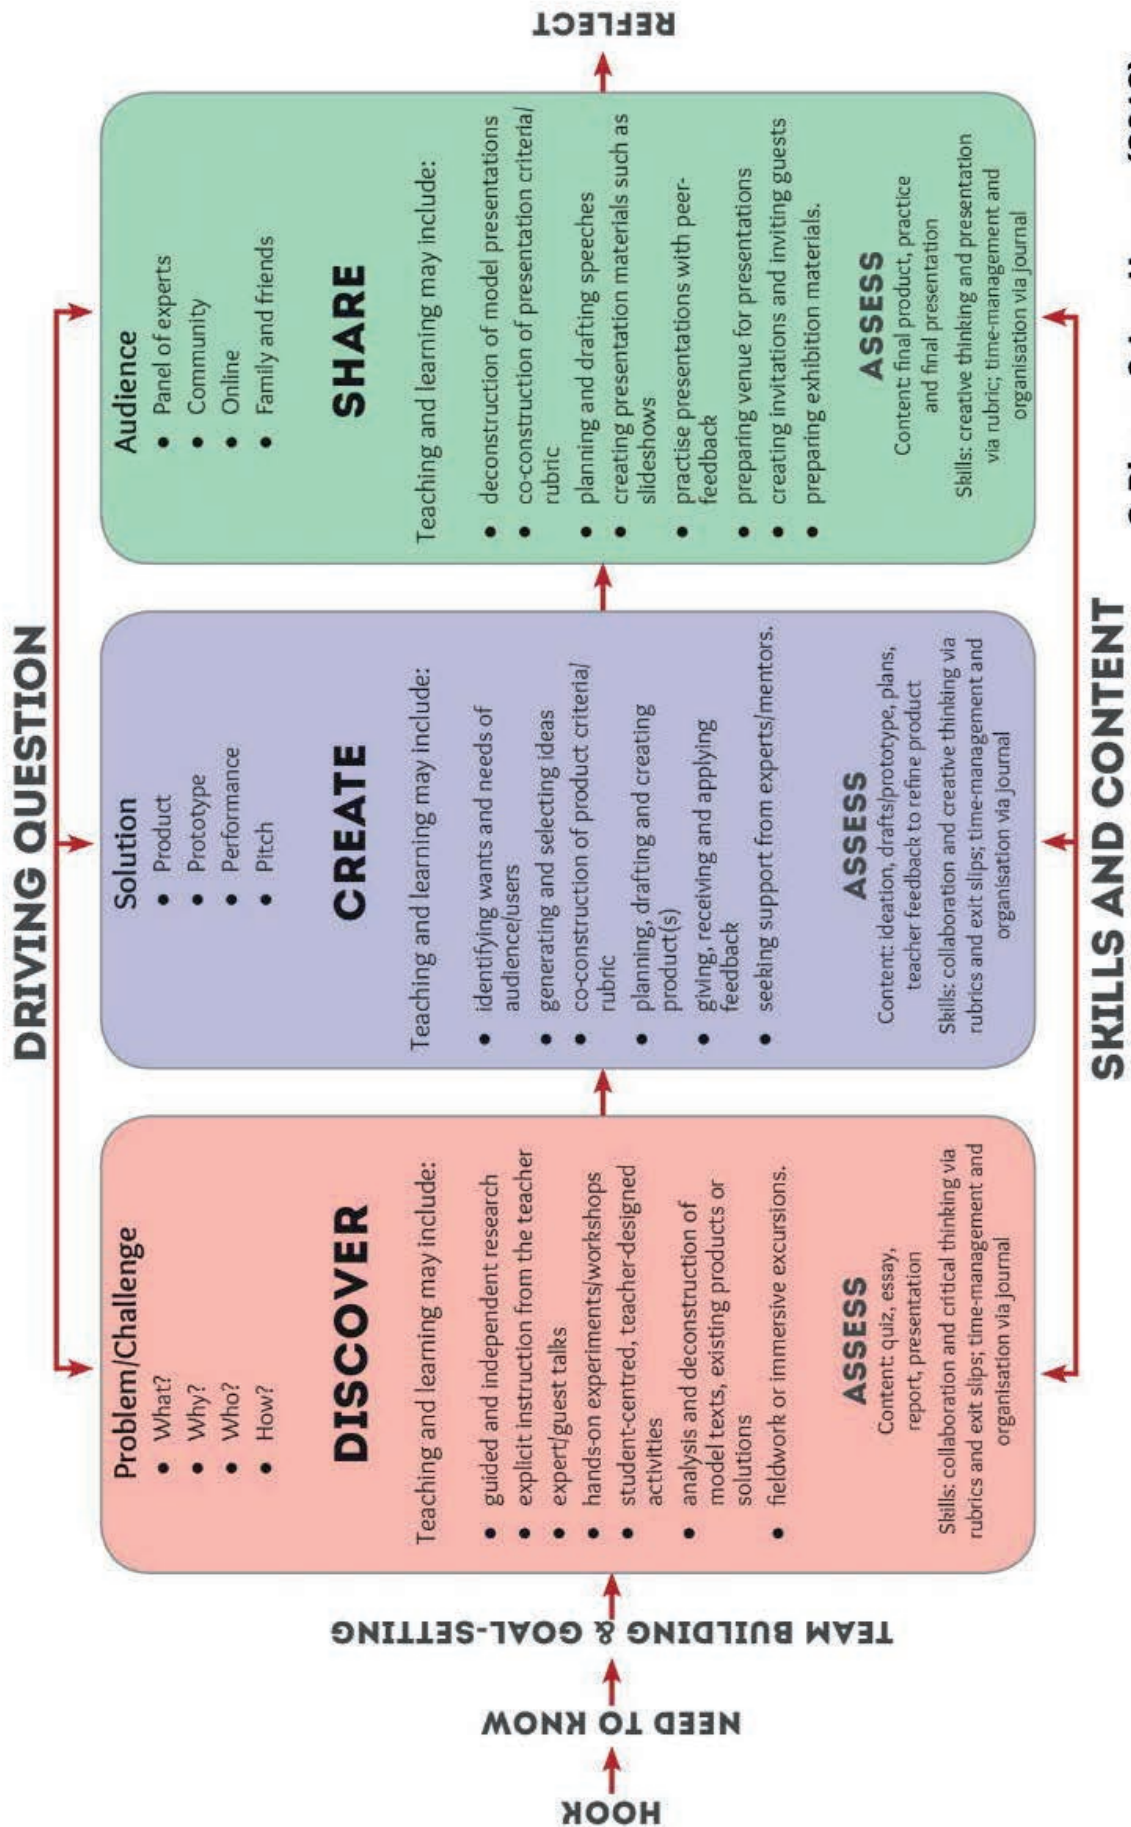 DRIVING QUESTION
HOOK
NEED TO KNOW
TEAM BUILDING & GOAL-SETTING
Problem/Challenge
• What?
• Why?
• Who?
• How?
DISCOVER
Teaching and learning may include:
• guided and independent research
• explicit instruction from the teacher
• expert/guest talks
• hands-on experiments/workshops
• student-centred, teacher-designed
activities
• analysis and deconstruction of
model texts, existing products or
solutions
• fieldwork or immersive excursions.
ASSESS
Content: quiz, essay,
report, presentation
Skills: collaboration and critical thinking via
rubrics and exit slips; time-management and
organisation via journal
Solution
• Product
• Prototype
• Performance
• Pitch
CREATE
Teaching and learning may include:
• identifying wants and needs of
audience/users
• generating and selecting ideas
• co-construction of product criteria/
rubric
• planning, drafting and creating
product(s)
• giving, receiving and applying
feedback
• seeking support from experts/mentors.
ASSESS
Content: ideation, drafts/prototype, plans,
teacher feedback to refine product
Skills: collaboration and creative thinking via
rubrics and exit slips; time-management and
organisation via journal
Audience
• Panel of experts
• Community
• Online
• Family and friends
SHARE
Teaching and learning may include:
• deconstruction of model presentations
• co-construction of presentation criteria/
rubric
• planning and drafting speeches
• creating presentation materials such as
slideshows
• practise presentations with peer-
feedback
• preparing venue for presentations
• creating invitations and inviting guests
• preparing exhibition materials.
ASSESS
Content: final product, practice
and final presentation
Skills: creative thinking and presentation
via rubric; time-management and
organisation via journal
REFLECT
SKILLS AND CONTENT